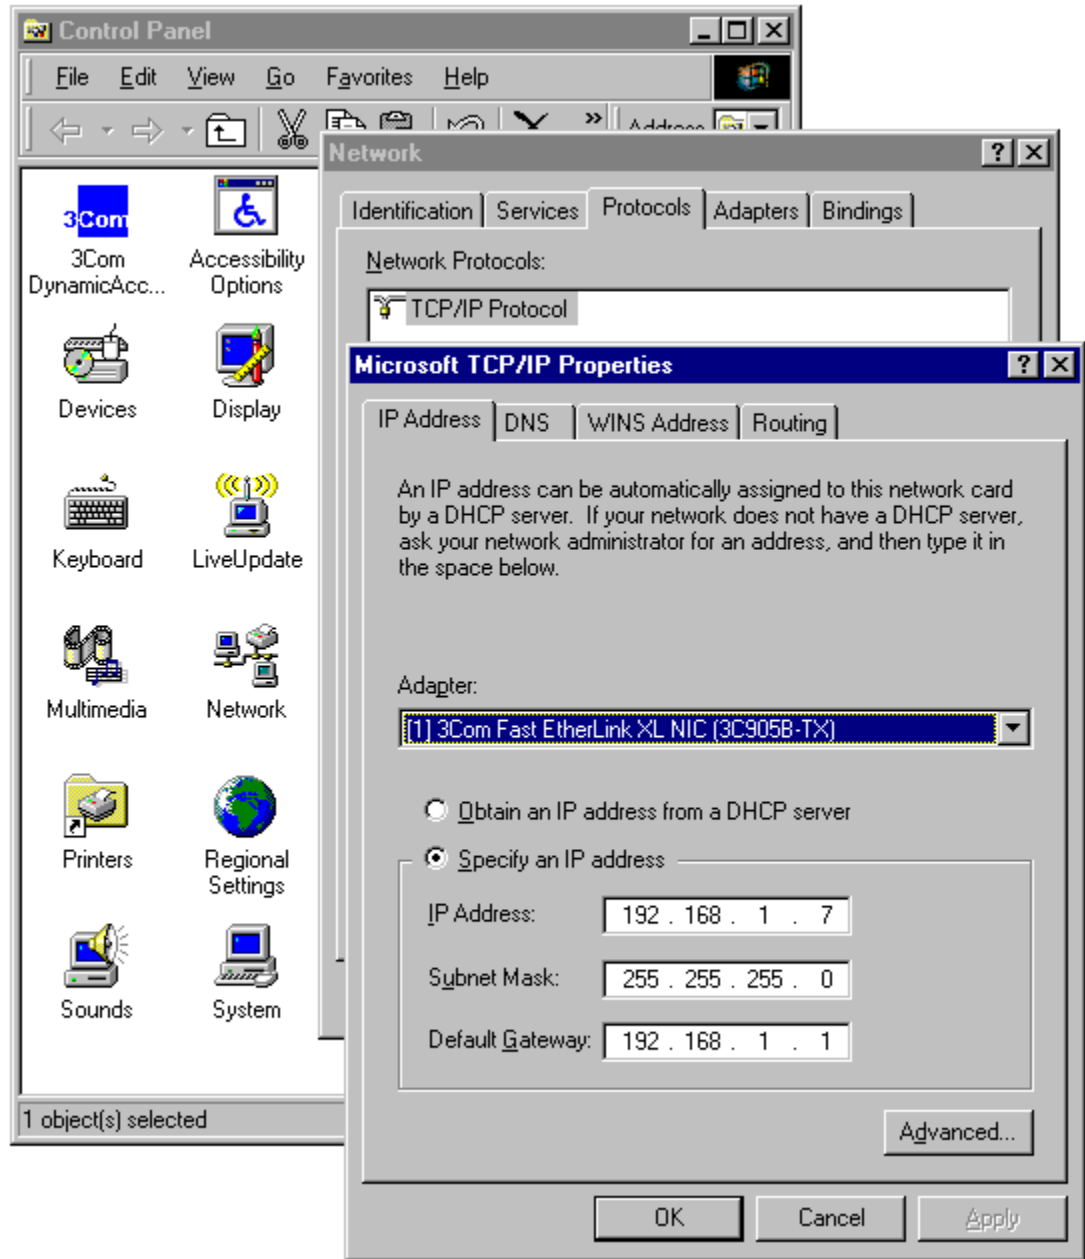 Control Panel
File Edit View Go Favorites Help
Address
3Com
3Com DynamicAcc...
Accessibility Options
Devices
Display
Keyboard
LiveUpdate
Multimedia
Network
Printers
Regional Settings
Sounds
System
1 object(s) selected
Network
Identification Services Protocols Adapters Bindings
Network Protocols:
TCP/IP Protocol
Microsoft TCP/IP Properties
IP Address DNS WINS Address Routing
An IP address can be automatically assigned to this network card
by a DHCP server. If your network does not have a DHCP server,
ask your network administrator for an address, and then type it in
the space below.
Adapter:
[1] 3Com Fast EtherLink XL NIC (3C905B-TX)
Obtain an IP address from a DHCP server
Specify an IP address
IP Address: 192 . 168 . 1 . 7
Subnet Mask: 255 . 255 . 255 . 0
Default Gateway: 192 . 168 . 1 . 1
Advanced...
OK Cancel Apply